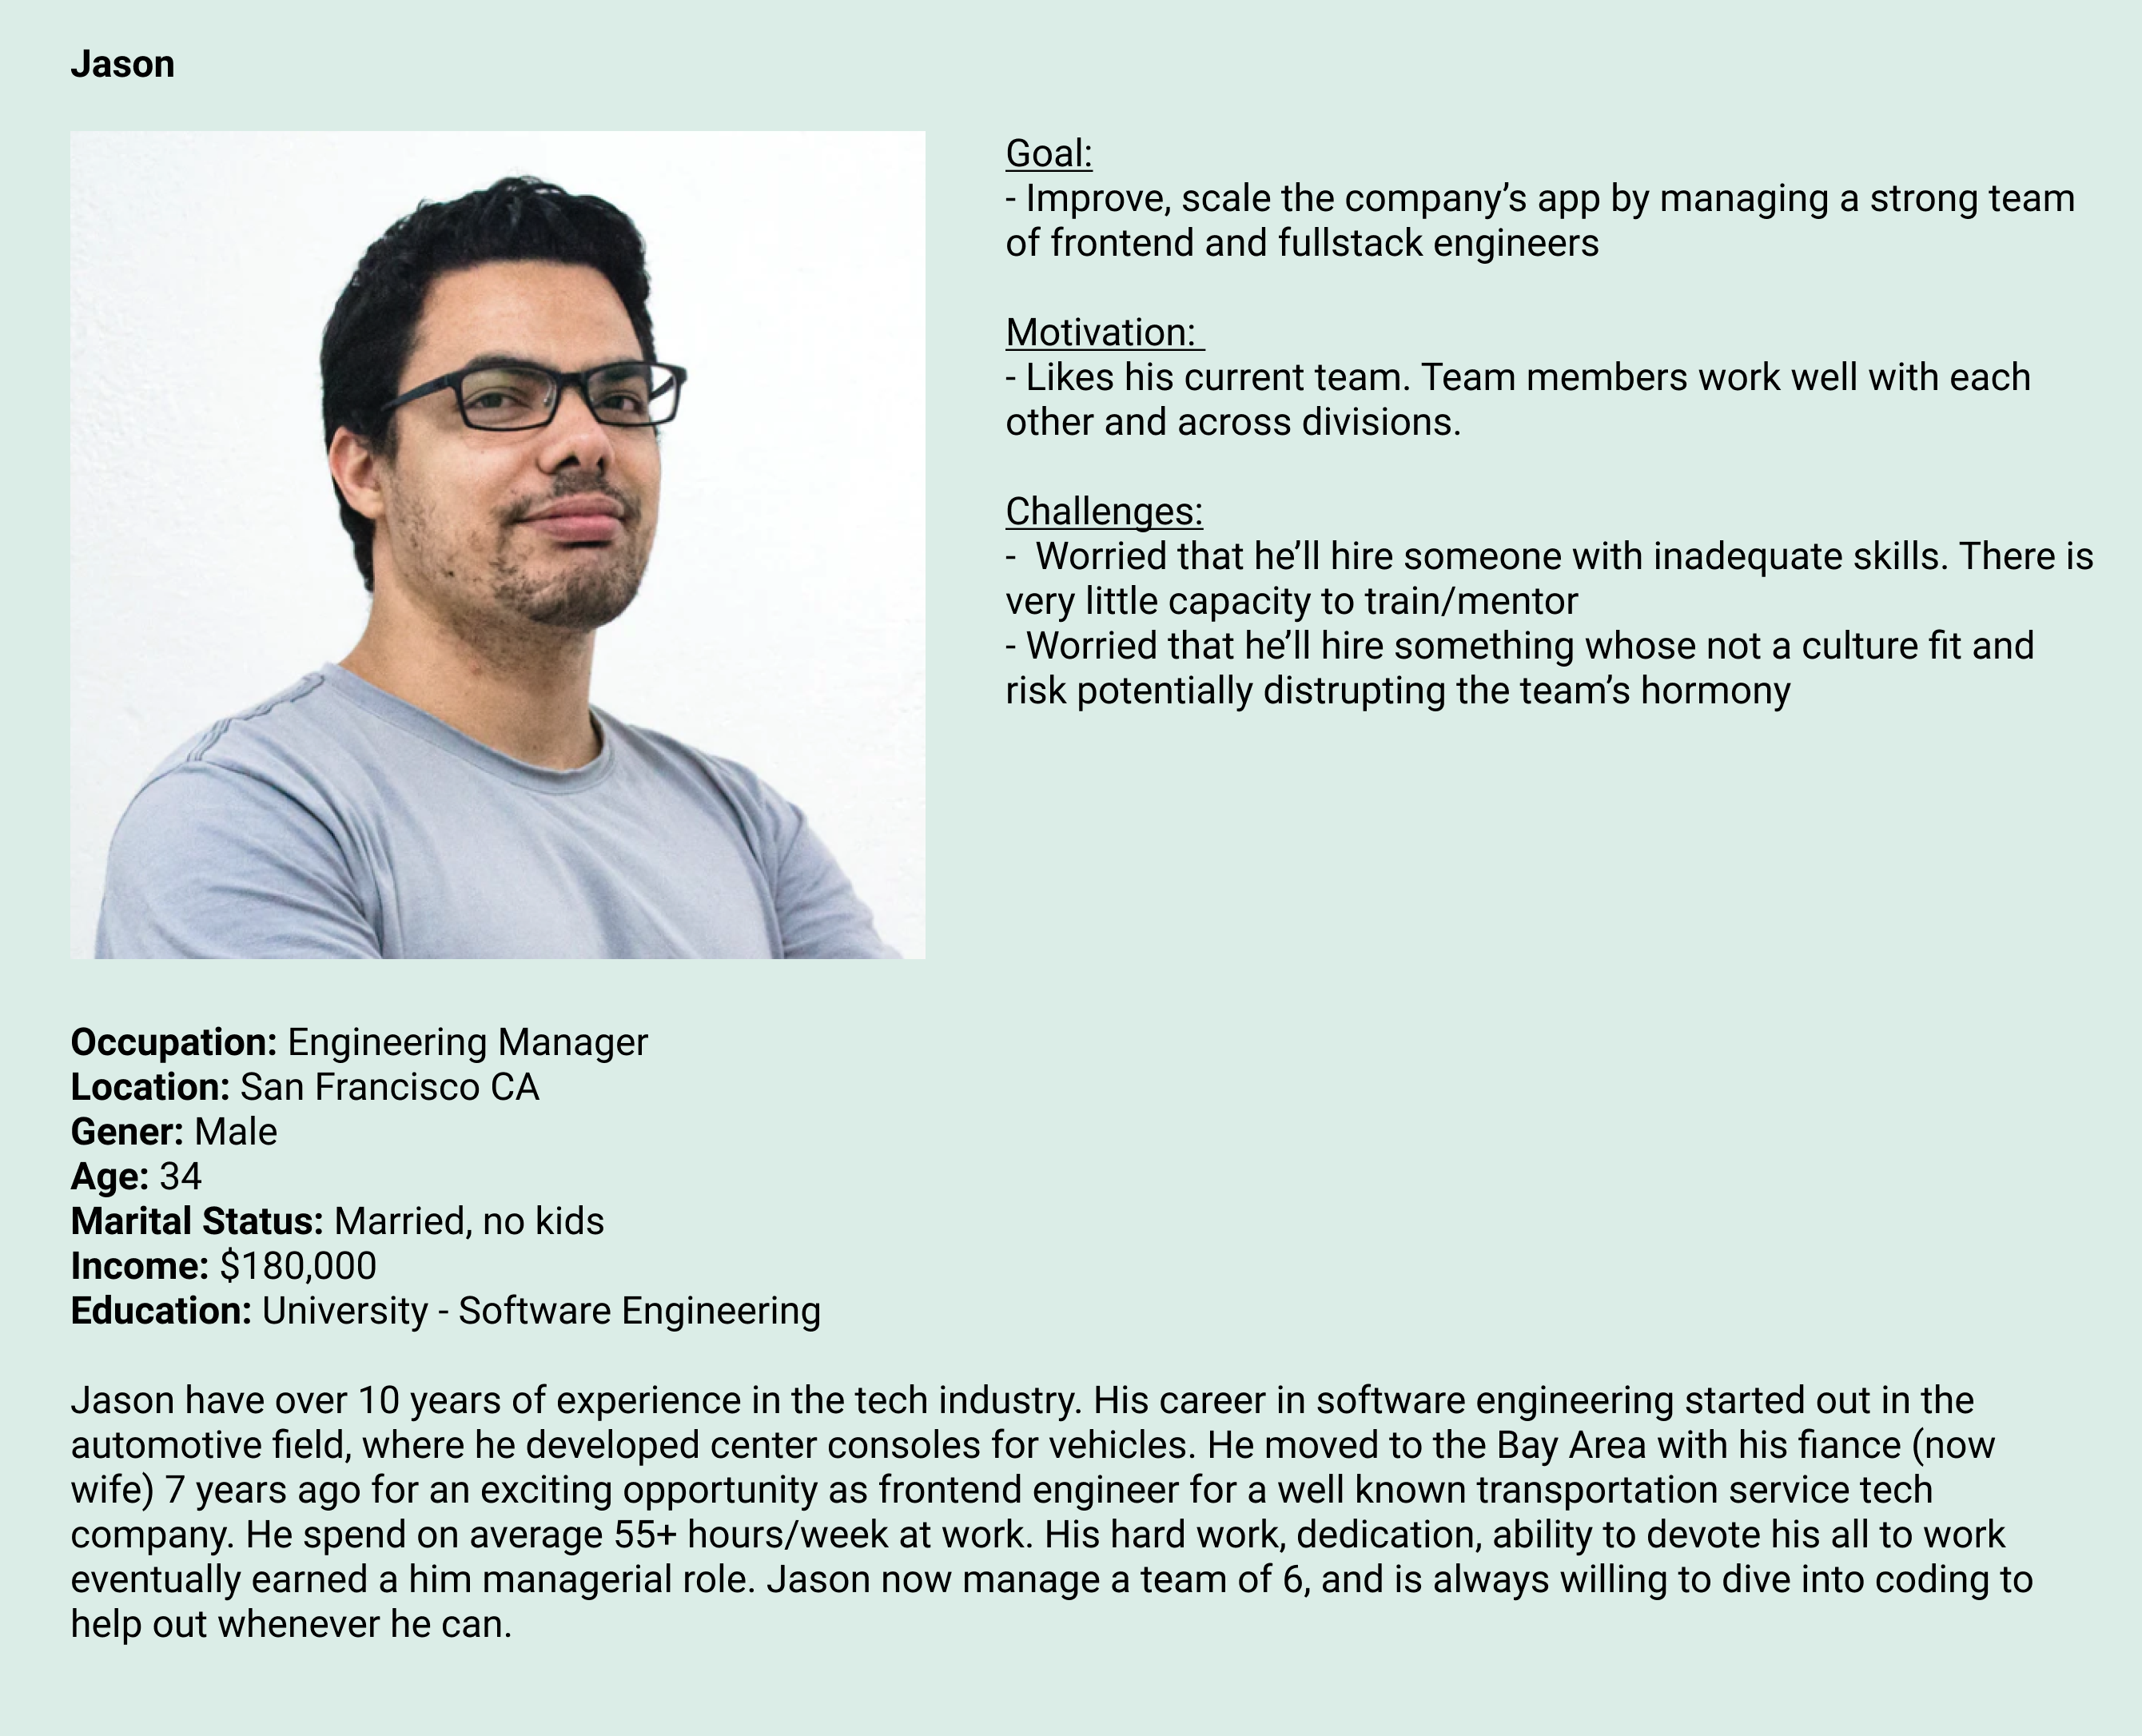 Jason
Goal:
- Improve, scale the company’s app by managing a strong team
of frontend and fullstack engineers
Motivation:
- Likes his current team. Team members work well with each
other and across divisions.
Challenges:
-  Worried that he’ll hire someone with inadequate skills. There is
very little capacity to train/mentor
- Worried that he’ll hire something whose not a culture fit and
risk potentially distrupting the team’s hormony
Occupation: Engineering Manager
Location: San Francisco CA
Gener: Male
Age: 34
Marital Status: Married, no kids
Income: $180,000
Education: University - Software Engineering
Jason have over 10 years of experience in the tech industry. His career in software engineering started out in the
automotive field, where he developed center consoles for vehicles. He moved to the Bay Area with his fiance (now
wife) 7 years ago for an exciting opportunity as frontend engineer for a well known transportation service tech
company. He spend on average 55+ hours/week at work. His hard work, dedication, ability to devote his all to work
eventually earned a him managerial role. Jason now manage a team of 6, and is always willing to dive into coding to
help out whenever he can.